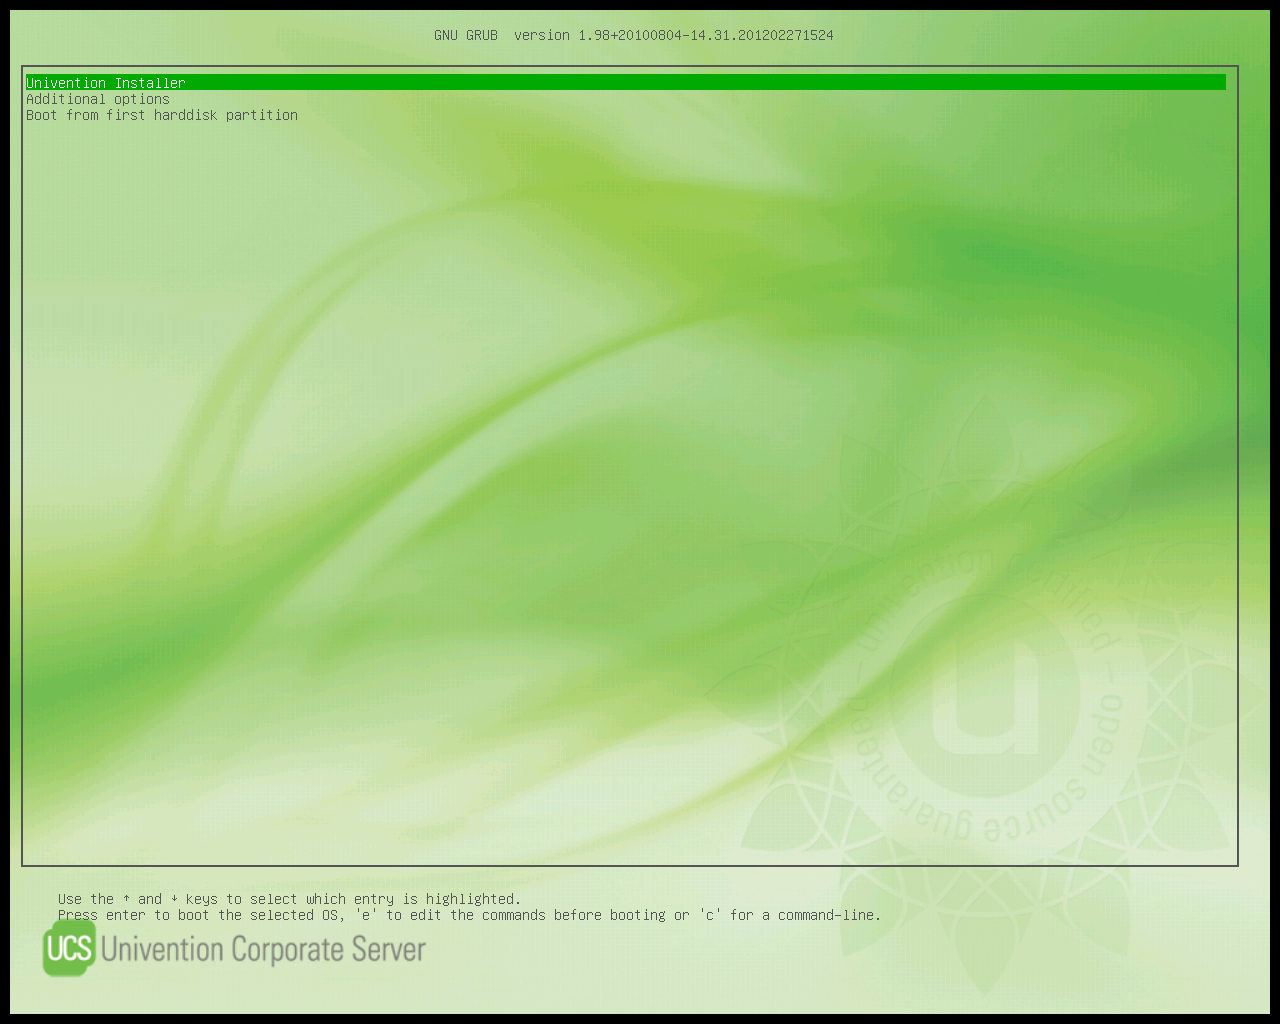 GNU GRUB  version 1.98+20100804-14.31.201202271524
Univention Installer
Additional options
Boot from first harddisk partition
univention certified – open source guaranteed –
u
Use the ↑ and ↓ keys to select which entry is highlighted.
Press enter to boot the selected OS, 'e' to edit the commands before booting or 'c' for a command-line.
UCS Univention Corporate Server